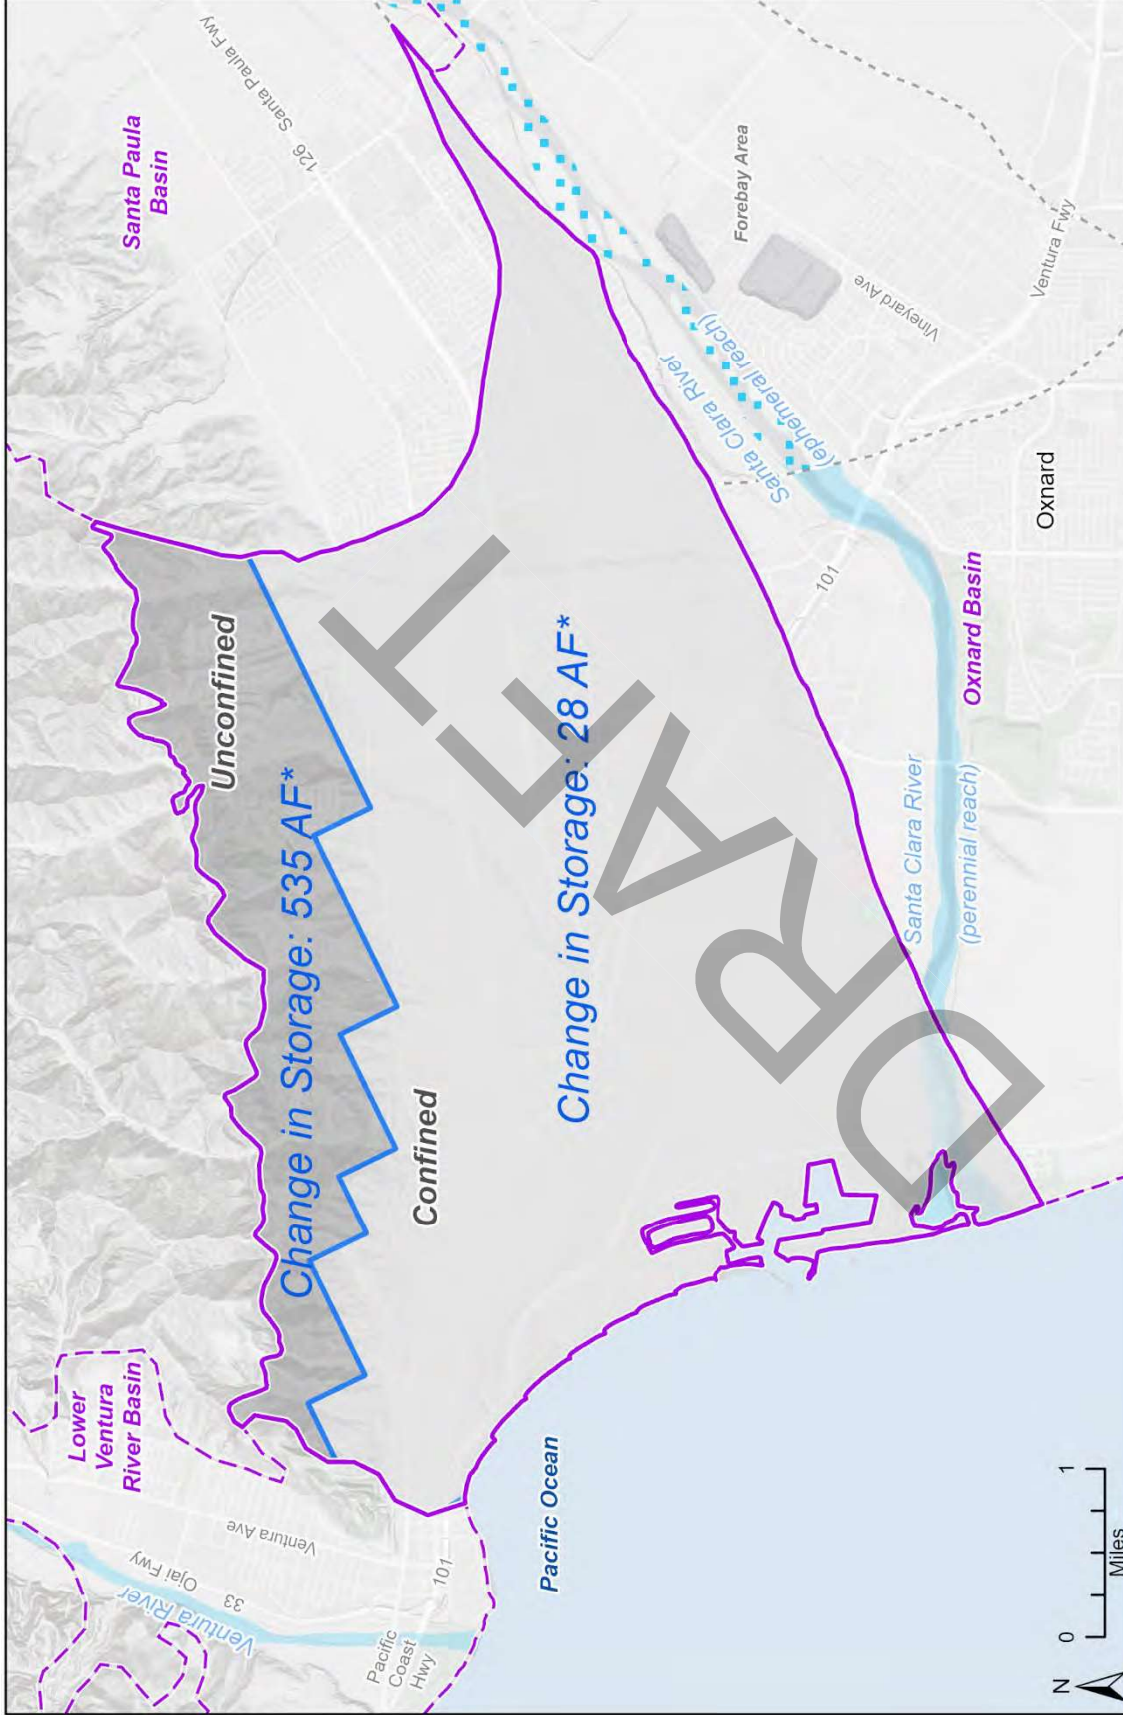 Santa Paula
Basin
126
Santa Paula Fwy
Lower
Ventura
River Basin
Unconfined
Change in Storage: 535 AF*
Confined
Change in Storage: 28 AF*
Ventura River
33
Ojai Fwy
Ventura Ave
Pacific
Coast
Hwy
101
Pacific Ocean
Forebay Area
Vineyard Ave
Ventura Fwy
Santa Clara River
(ephemeral reach)
101
Oxnard
Oxnard Basin
Santa Clara River
(perennial reach)
DRAFT
N
0
1
Miles